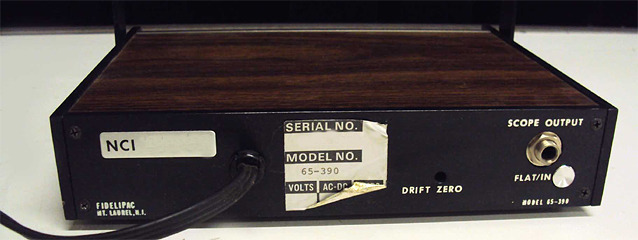 NCI
FIDELIPAC
MT. LAUREL, N.J.
SERIAL NO.
MODEL NO.
65-390
VOLTS AC-DC
DRIFT ZERO
SCOPE OUTPUT
FLAT/IN
MODEL 65-390